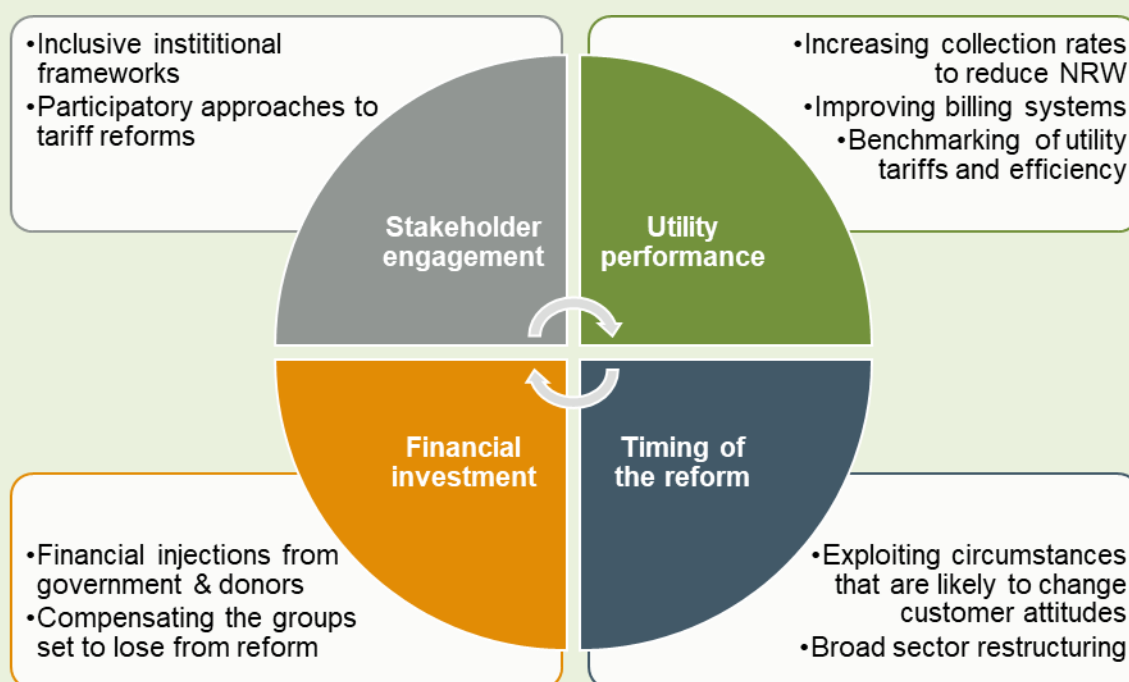 •Inclusive instititional
frameworks
•Participatory approaches to
tariff reforms
•Increasing collection rates
to reduce NRW
•Improving billing systems
•Benchmarking of utility
tariffs and efficiency
Stakeholder
engagement
Utility
performance
Financial
investment
Timing of
the reform
•Financial injections from
government & donors
•Compensating the groups
set to lose from reform
•Exploiting circumstances
that are likely to change
customer attitudes
•Broad sector restructuring